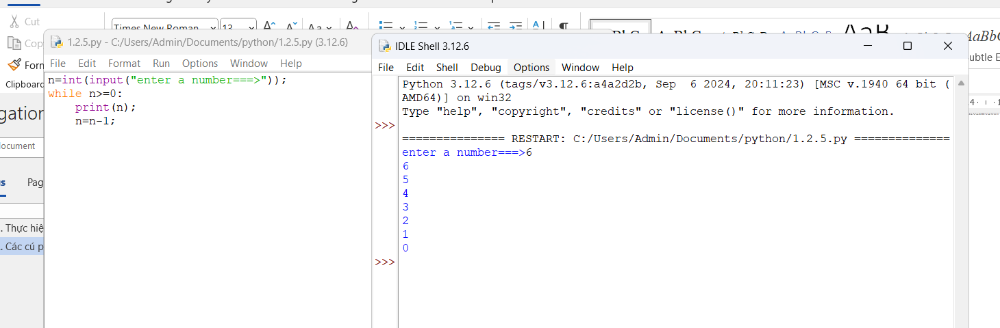 Cut
Times New Roman
13
Cop
Form
Clipboard
gation
ocument
s
Pag
. Thực hiệ
. Các cú p
1.2.5.py - C:/Users/Admin/Documents/python/1.2.5.py (3.12.6)
File Edit Format Run Options Window Help
n=int(input("enter a number===>"));
while n>=0:
    print(n);
    n=n-1;
IDLE Shell 3.12.6
File Edit Shell Debug Options Window Help
Python 3.12.6 (tags/v3.12.6:a4a2d2b, Sep  6 2024, 20:11:23) [MSC v.1940 64 bit (
AMD64)] on win32
Type "help", "copyright", "credits" or "license()" for more information.
>>>
=============== RESTART: C:/Users/Admin/Documents/python/1.2.5.py ==============
enter a number===>6
6
5
4
3
2
1
0
>>>
AaBbC
ubtle E